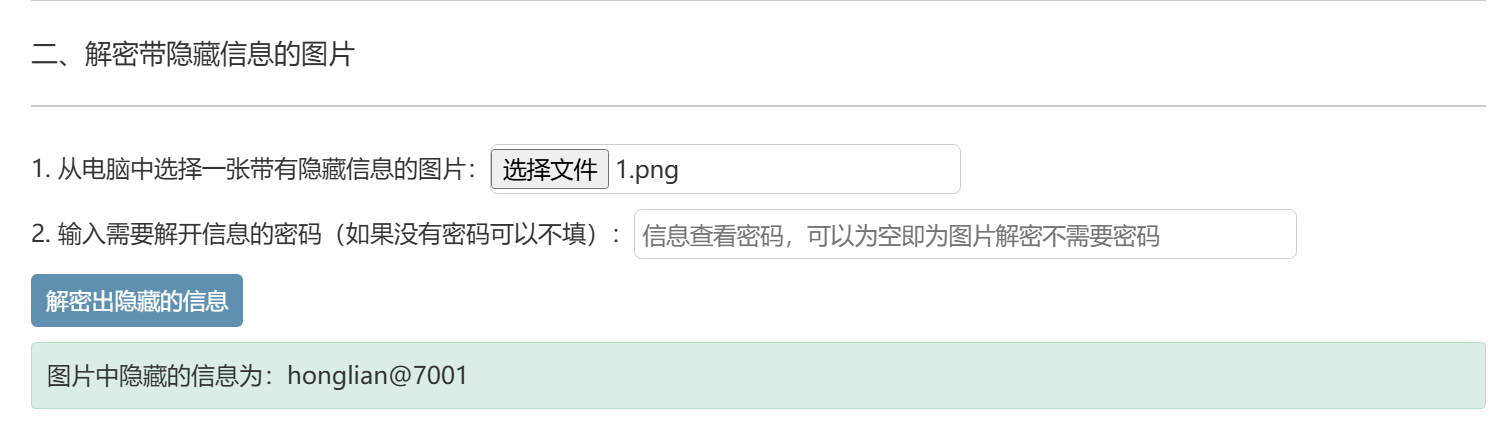 二、解密带隐藏信息的图片
1. 从电脑中选择一张带有隐藏信息的图片：选择文件 1.png
2. 输入需要解开信息的密码（如果没有密码可以不填）：信息查看密码，可以为空即为图片解密不需要密码
解密出隐藏的信息
图片中隐藏的信息为：honglian@7001